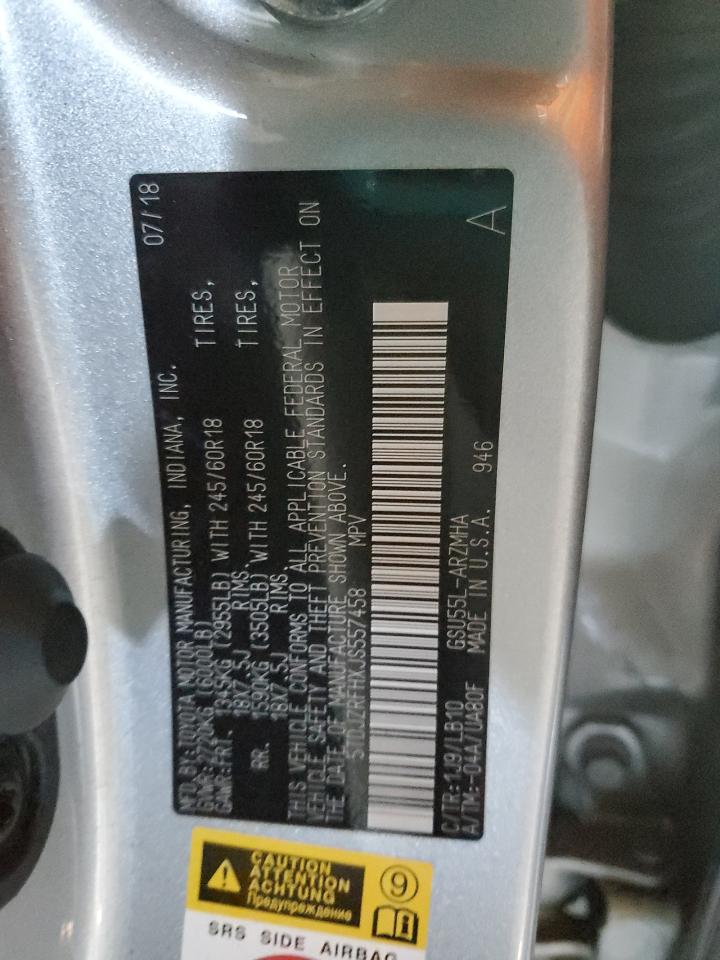 MFD BY:TOYOTA MOTOR MANUFACTURING, INDIANA, INC. 07/18
GVWR:2720KG (6000LB)
GAWR:FRT. 1345KG (2955LB) WITH 245/60R18 TIRES,
18X7.5J RIMS.
RR. 1590KG (3505LB) WITH 245/60R18 TIRES,
18X7.5J RIMS
THIS VEHICLE CONFORMS TO ALL APPLICABLE FEDERAL MOTOR
VEHICLE SAFETY AND THEFT PREVENTION STANDARDS IN EFFECT ON
THE DATE OF MANUFACTURE SHOWN ABOVE.
5TDJZRFHXJS557458 MPV
C/TR:1J9/LB10 GSU55L-ARZMHA
A/TM:-04A/UA80F MADE IN U.S.A. 946 A
CAUTION
ATTENTION
ACHTUNG
Предупреждение
9
SRS SIDE AIRBAG